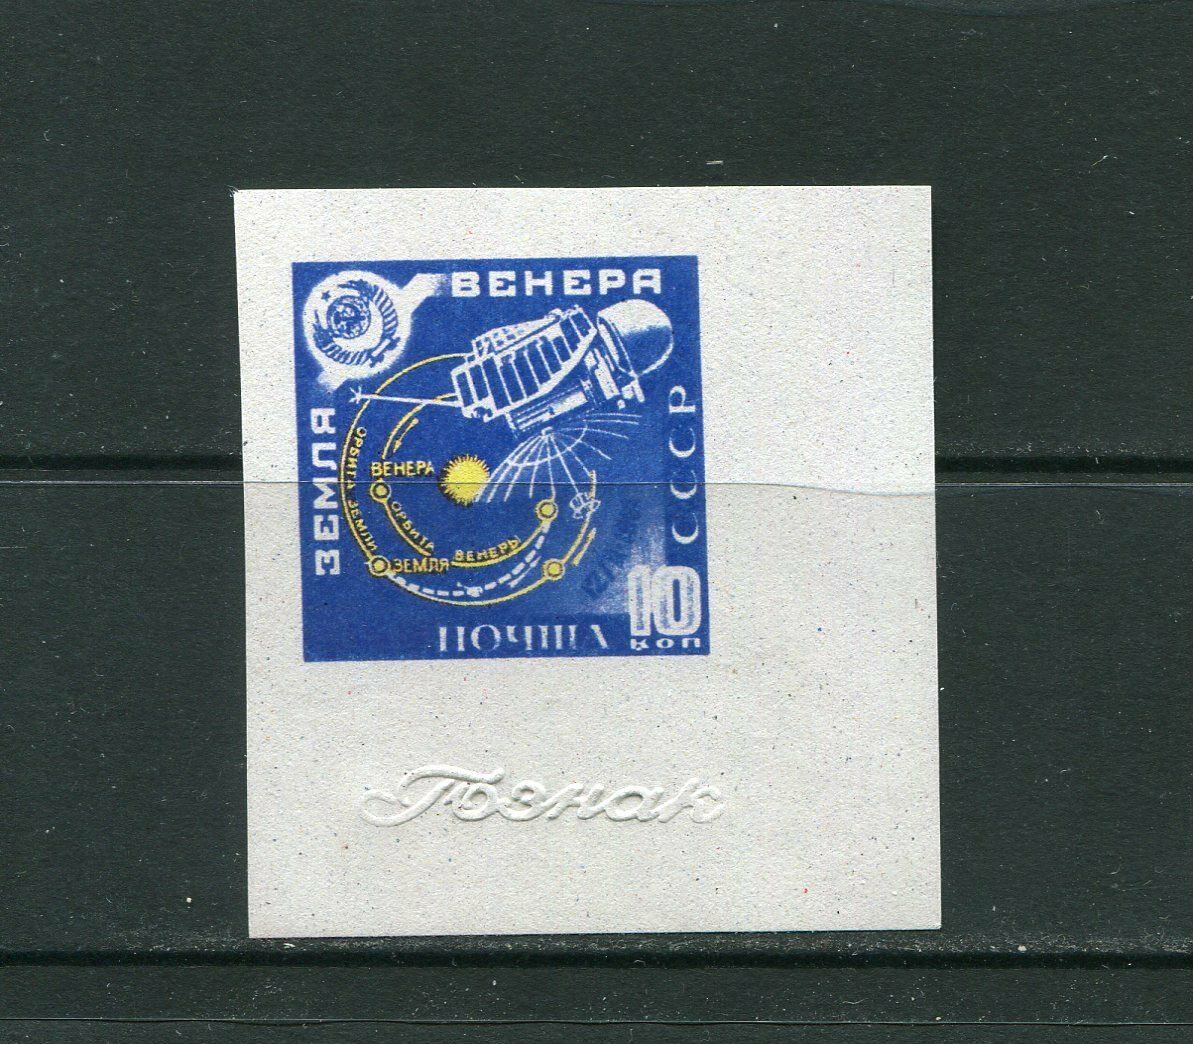 ВЕНЕРА
ЗЕМЛЯ
СССР
ОРБИТА ЗЕМЛИ
ВЕНЕРА
ОРБИТА ВЕНЕРЫ
ЗЕМЛЯ
10
КОП
ПОЧТА
Гознак